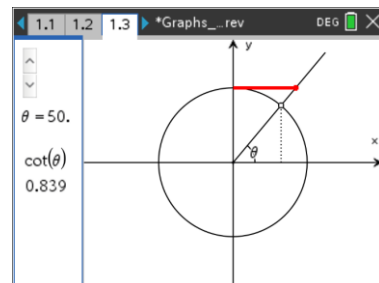 1.1 1.2 1.3 *Graphs_...rev DEG
y
θ = 50.
cot(θ)
0.839
θ
x